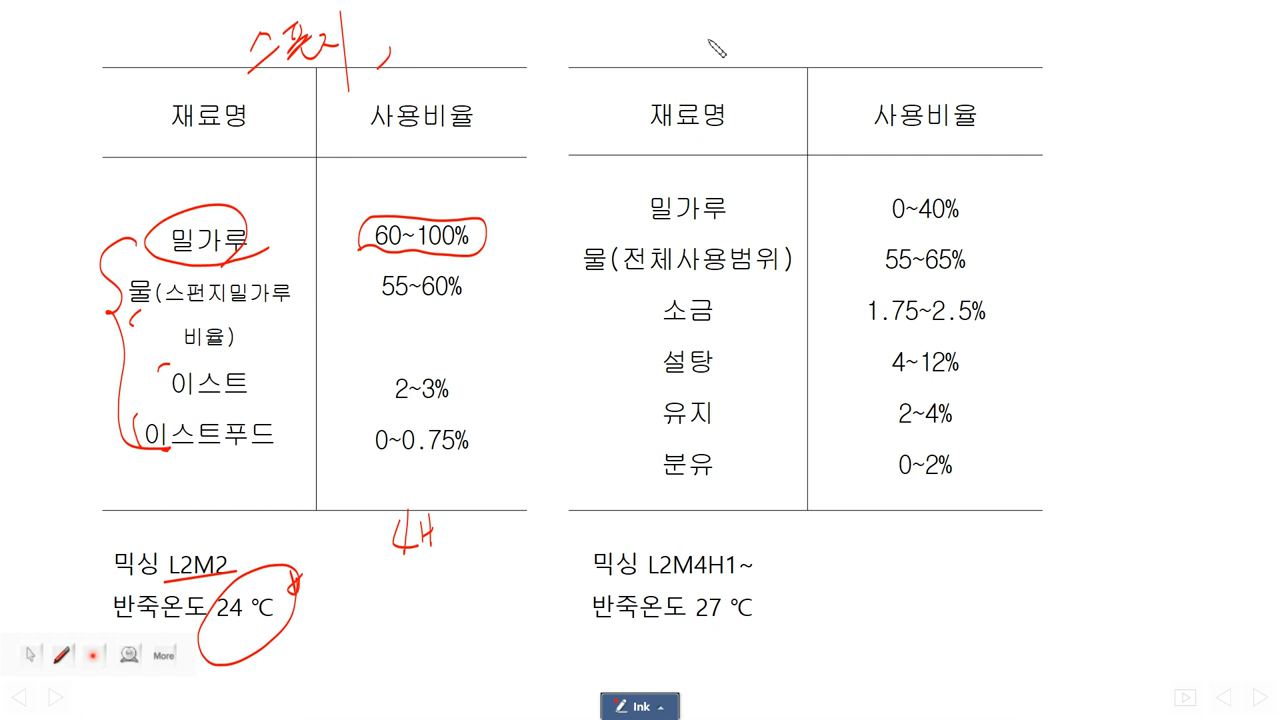 스펀지
재료명 사용비율
밀가루 60~100%
물(스펀지밀가루 55~60%
비율)
이스트 2~3%
이스트푸드 0~0.75%
4H
믹싱 L2M2
반죽온도 24 ℃
재료명 사용비율
밀가루 0~40%
물(전체사용범위) 55~65%
소금 1.75~2.5%
설탕 4~12%
유지 2~4%
분유 0~2%
믹싱 L2M4H1~
반죽온도 27 ℃
More
Ink